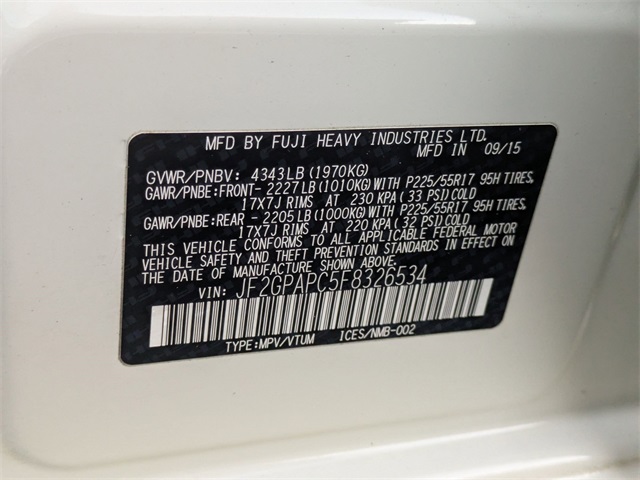 MFD BY FUJI HEAVY INDUSTRIES LTD.
MFD IN 09/15
GVWR/PNBV: 4343LB(1970KG)
GAWR/PNBE:FRONT- 2227LB(1010KG)WITH P225/55R17 95H TIRES,
17X7J RIMS AT 230 KPA(33 PSI)COLD
GAWR/PNBE:REAR - 2205LB(1000KG)WITH P225/55R17 95H TIRES,
17X7J RIMS AT 220 KPA(32 PSI)COLD
THIS VEHICLE CONFORMS TO ALL APPLICABLE FEDERAL MOTOR
VEHICLE SAFETY AND THEFT PREVENTION STANDARDS IN EFFECT ON
THE DATE OF MANUFACTURE SHOWN ABOVE.
VIN: JF2GPAPC5F8326534
TYPE:MPV/VTUM ICES/NMB-002